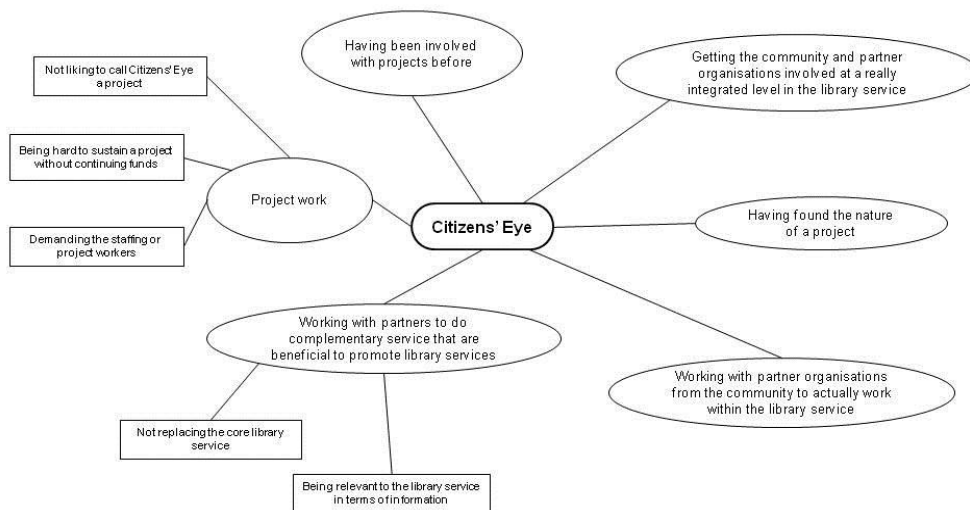 Having been involved
with projects before
Getting the community and partner
organisations involved at a really
integrated level in the library service
Not liking to call Citizens' Eye
a project
Being hard to sustain a project
without continuing funds
Project work
Demanding the staffing or
project workers
Citizens' Eye
Having found the nature
of a project
Working with partners to do
complementary service that are
beneficial to promote library services
Working with partner organisations
from the community to actually work
within the library service
Not replacing the core library
service
Being relevant to the library service
in terms of information